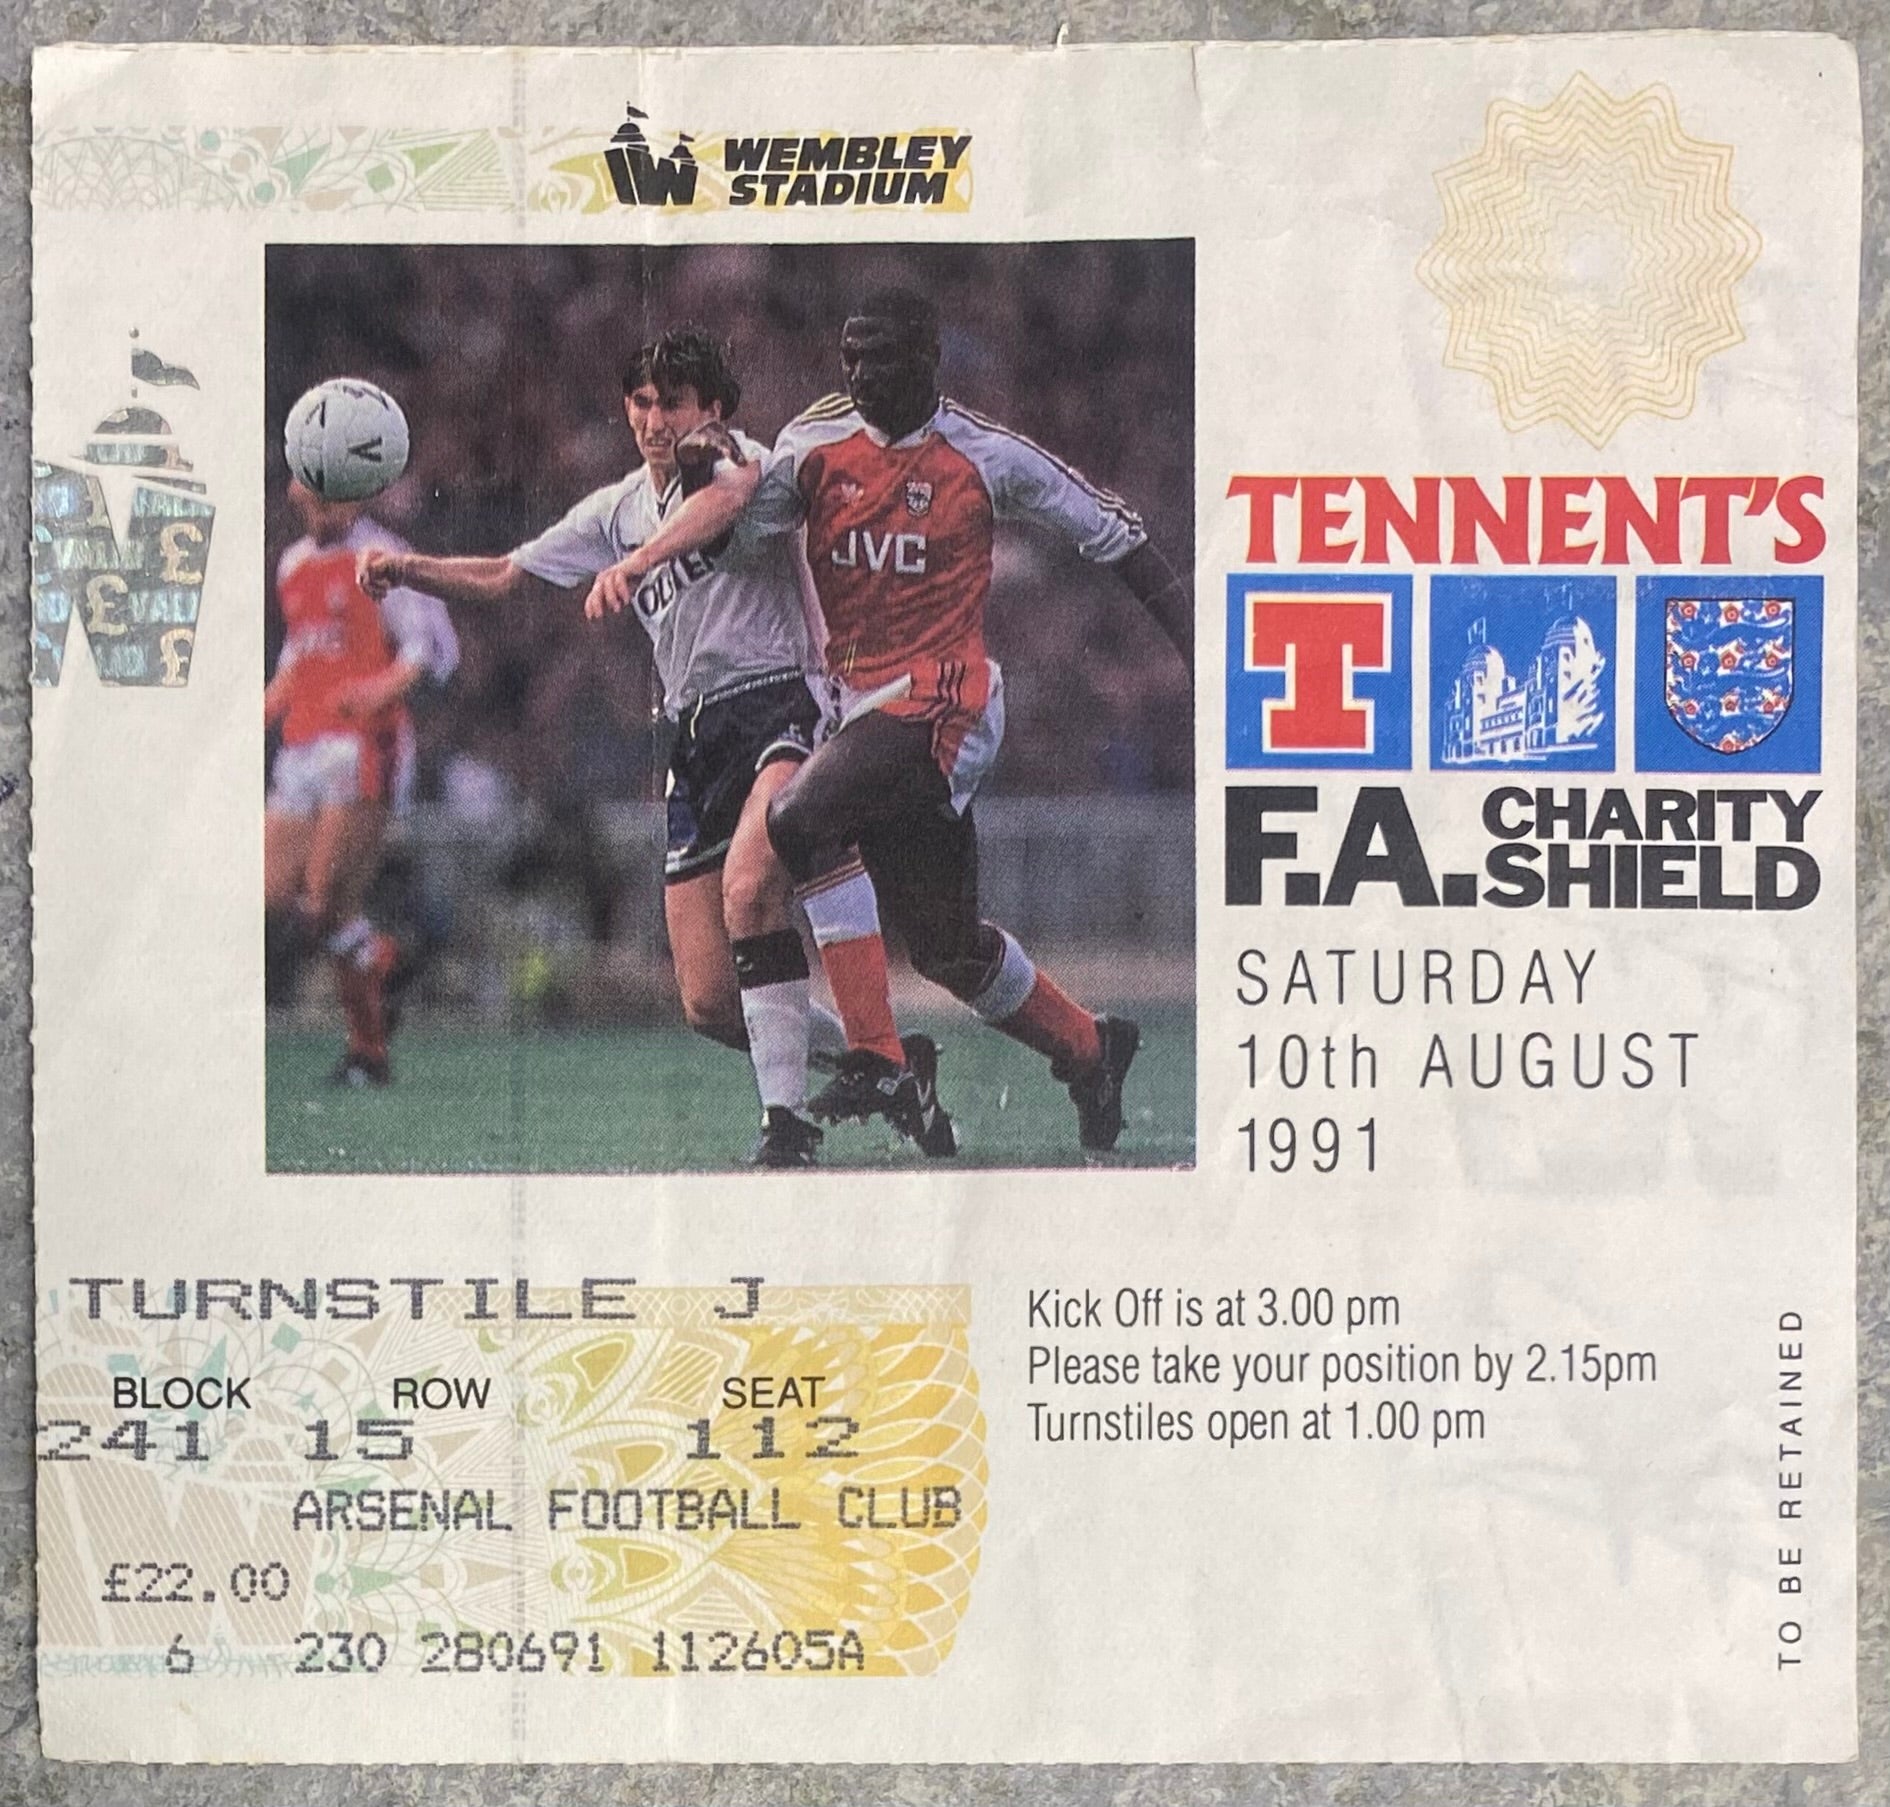 WEMBLEY
STADIUM
JVC
TENNENT'S
T
F.A. CHARITY
SHIELD
SATURDAY
10th AUGUST
1991
TURNSTILE J
BLOCK ROW SEAT
241 15 112
ARSENAL FOOTBALL CLUB
£22.00
6 230 280691 112605A
Kick Off is at 3.00 pm
Please take your position by 2.15pm
Turnstiles open at 1.00 pm
TO BE RETAINED